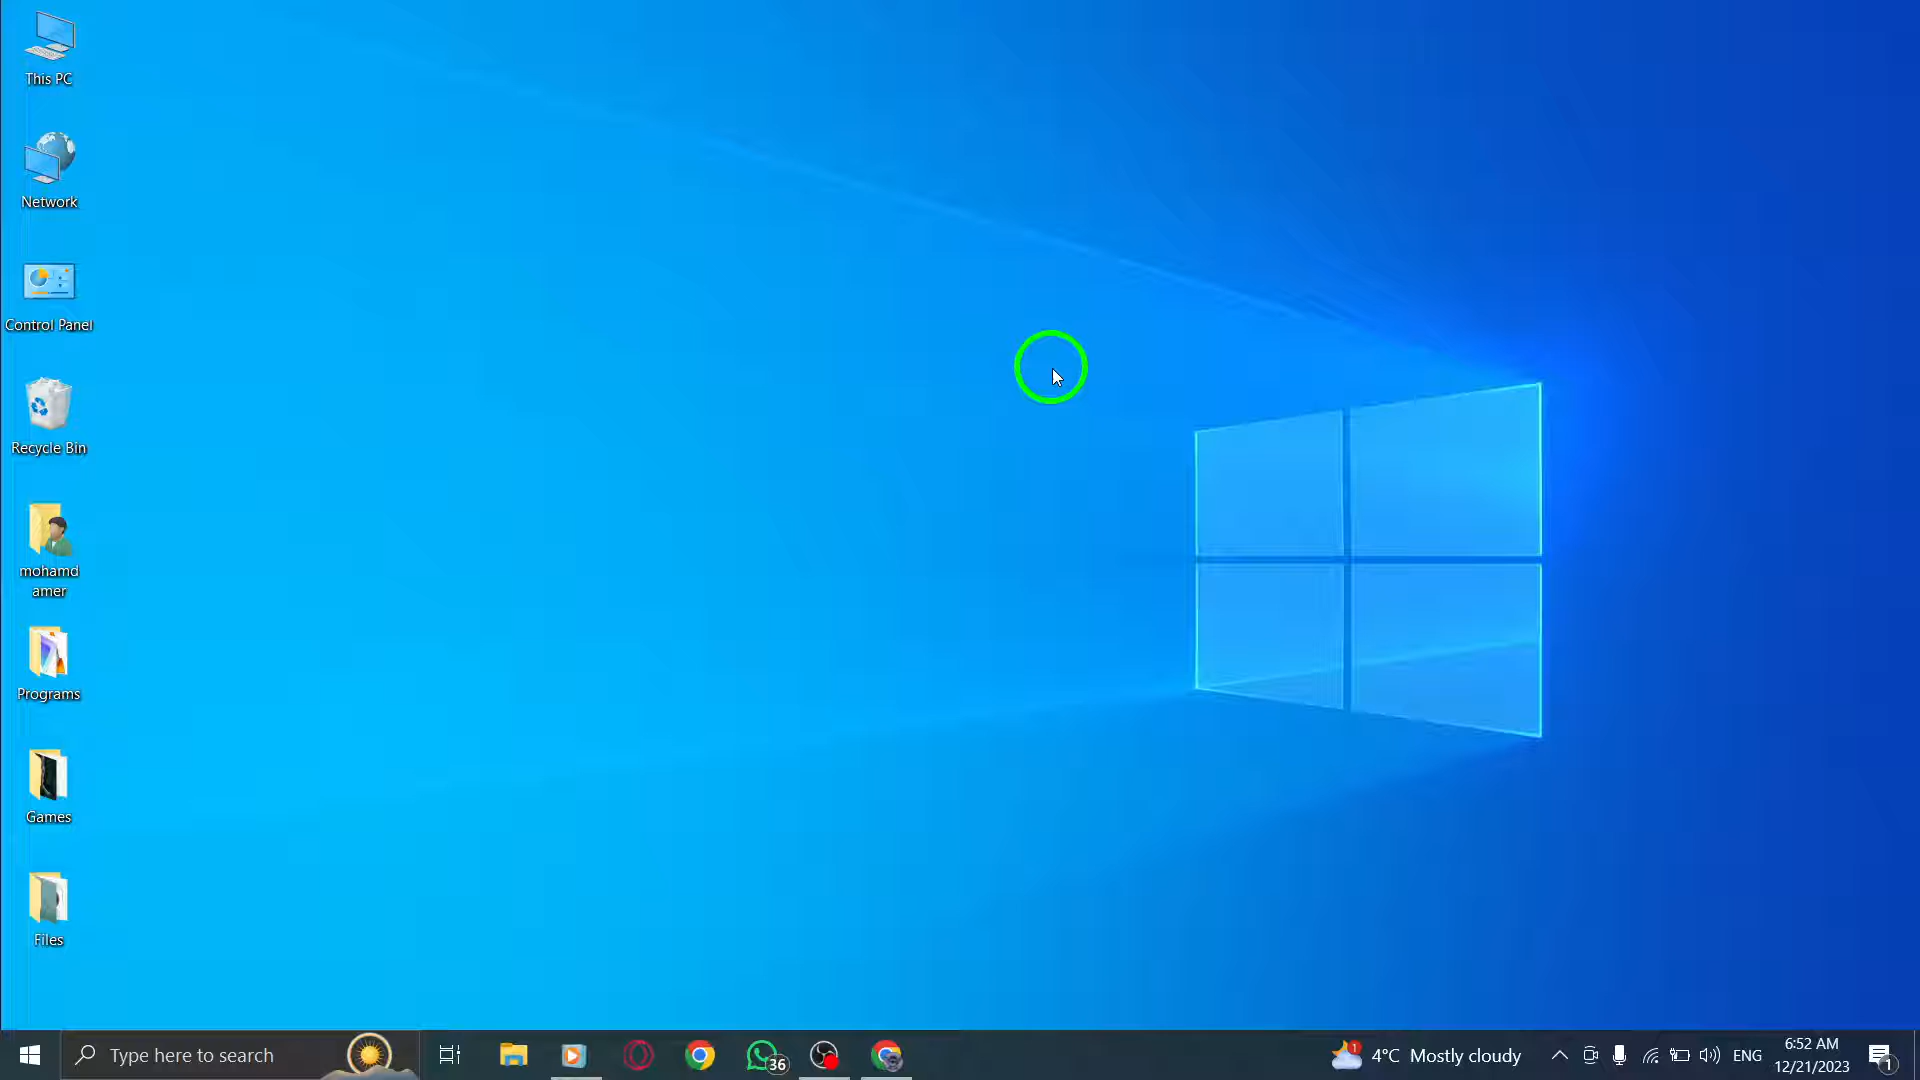 This PC
Network
Control Panel
Recycle Bin
mohamd
amer
Programs
Games
Files
Type here to search
36
1
4°C Mostly cloudy
ENG
6:52 AM
12/21/2023
1